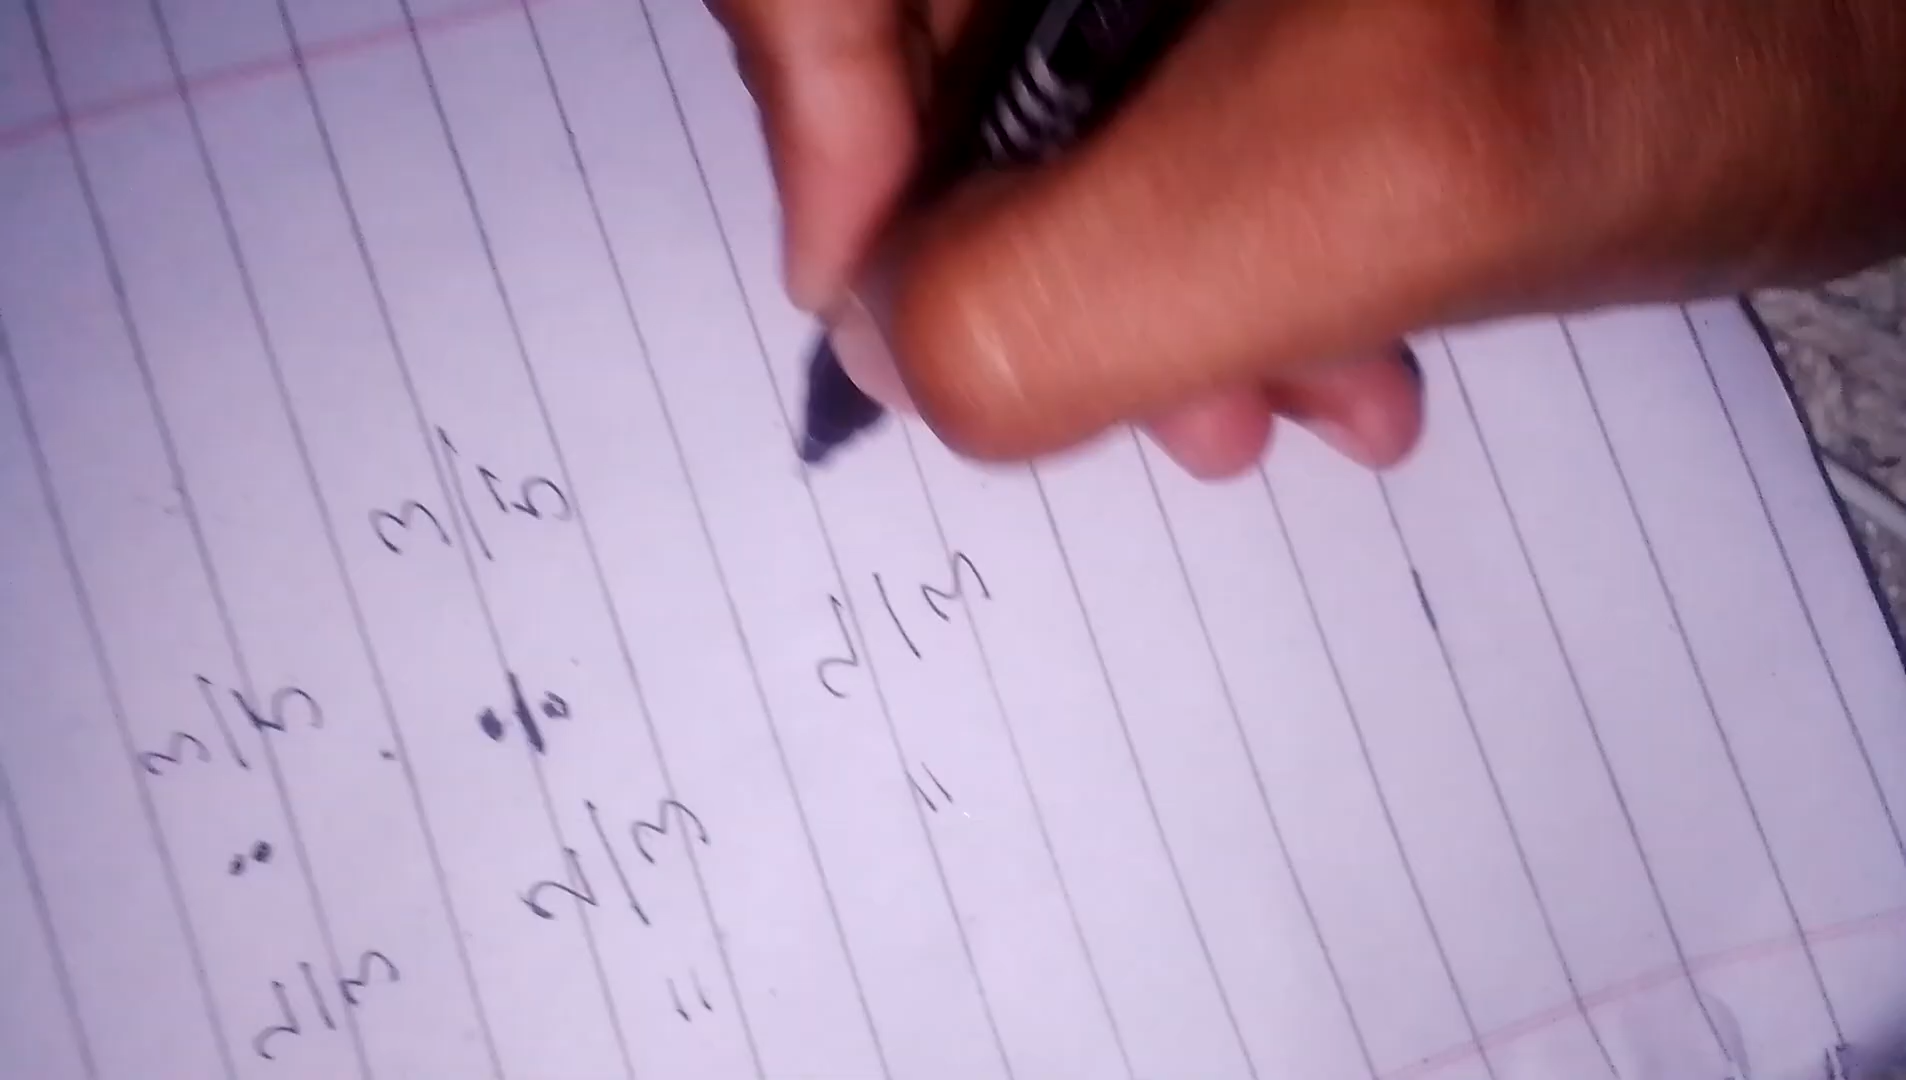 2/3 : 3/5
= 2/3 ÷ 3/5
= 2/3